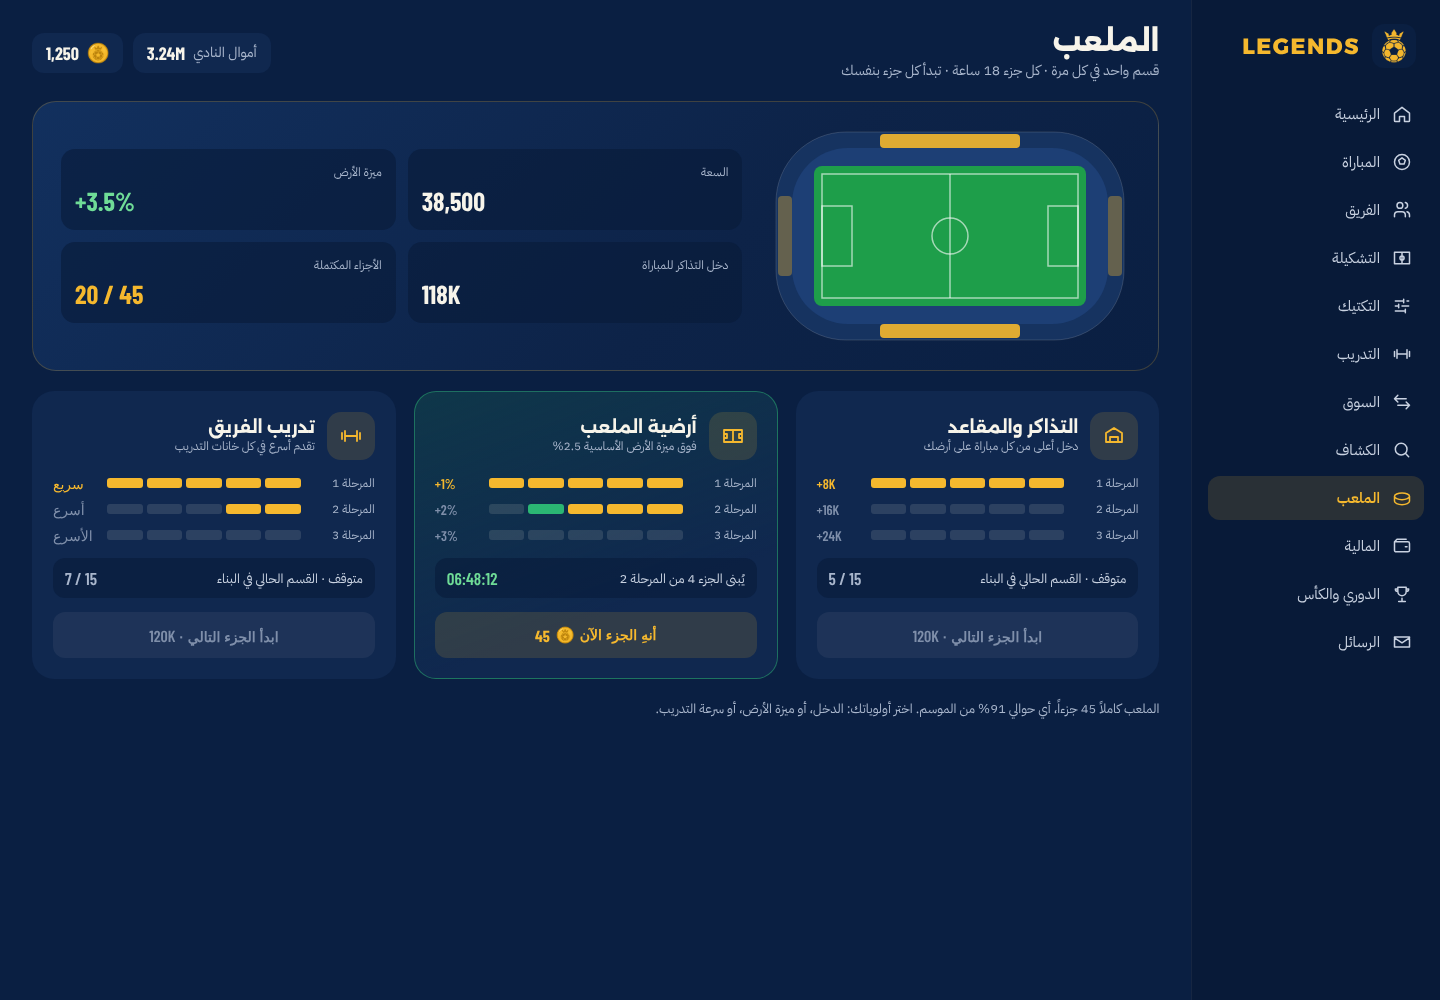 LEGENDS
الرئيسية
المباراة
الفريق
التشكيلة
التكتيك
التدريب
السوق
الكشاف
الملعب
المالية
الدوري والكأس
الرسائل
الملعب
قسم واحد في كل مرة · كل جزء 18 ساعة · تبدأ كل جزء بنفسك
أموال النادي 3.24M
1,250
السعة
38,500
ميزة الأرض
+3.5%
دخل التذاكر للمباراة
118K
الأجزاء المكتملة
20 / 45
التذاكر والمقاعد
دخل أعلى من كل مباراة على أرضك
المرحلة 1 +8K
المرحلة 2 +16K
المرحلة 3 +24K
متوقف · القسم الحالي في البناء 5 / 15
ابدأ الجزء التالي · 120K
أرضية الملعب
فوق ميزة الأرض الأساسية 2.5%
المرحلة 1 +1%
المرحلة 2 +2%
المرحلة 3 +3%
يُبنى الجزء 4 من المرحلة 2 06:48:12
أنهِ الجزء الآن 45
تدريب الفريق
تقدم أسرع في كل خانات التدريب
المرحلة 1 سريع
المرحلة 2 أسرع
المرحلة 3 الأسرع
متوقف · القسم الحالي في البناء 7 / 15
ابدأ الجزء التالي · 120K
الملعب كاملاً 45 جزءاً، أي حوالي 91% من الموسم. اختر أولوياتك: الدخل، أو ميزة الأرض، أو سرعة التدريب.